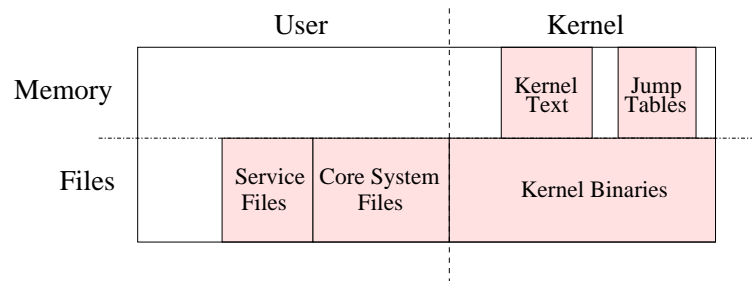 User
Kernel
Memory
Kernel
Text
Jump
Tables
Files
Service
Files
Core System
Files
Kernel Binaries